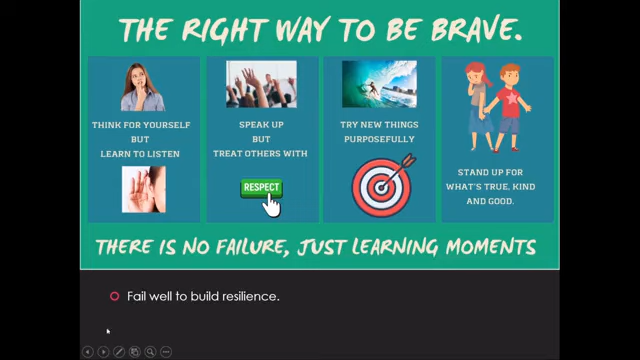 THE RIGHT WAY TO BE BRAVE.
THINK FOR YOURSELF
BUT
LEARN TO LISTEN
SPEAK UP
BUT
TREAT OTHERS WITH
RESPECT
TRY NEW THINGS
PURPOSEFULLY
STAND UP FOR
WHAT'S TRUE, KIND
AND GOOD.
THERE IS NO FAILURE, JUST LEARNING MOMENTS
Fail well to build resilience.